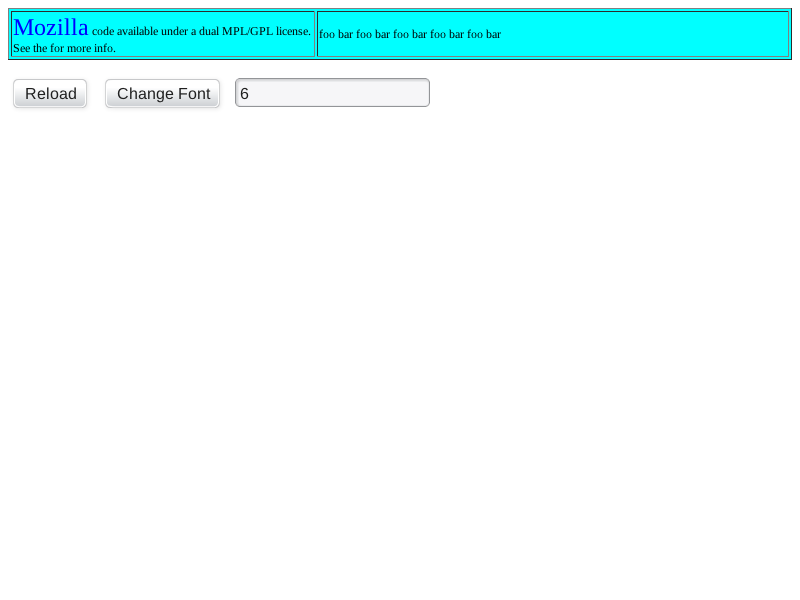 Mozilla code available under a dual MPL/GPL license.
See the for more info.
foo bar foo bar foo bar foo bar foo bar
Reload
Change Font
6